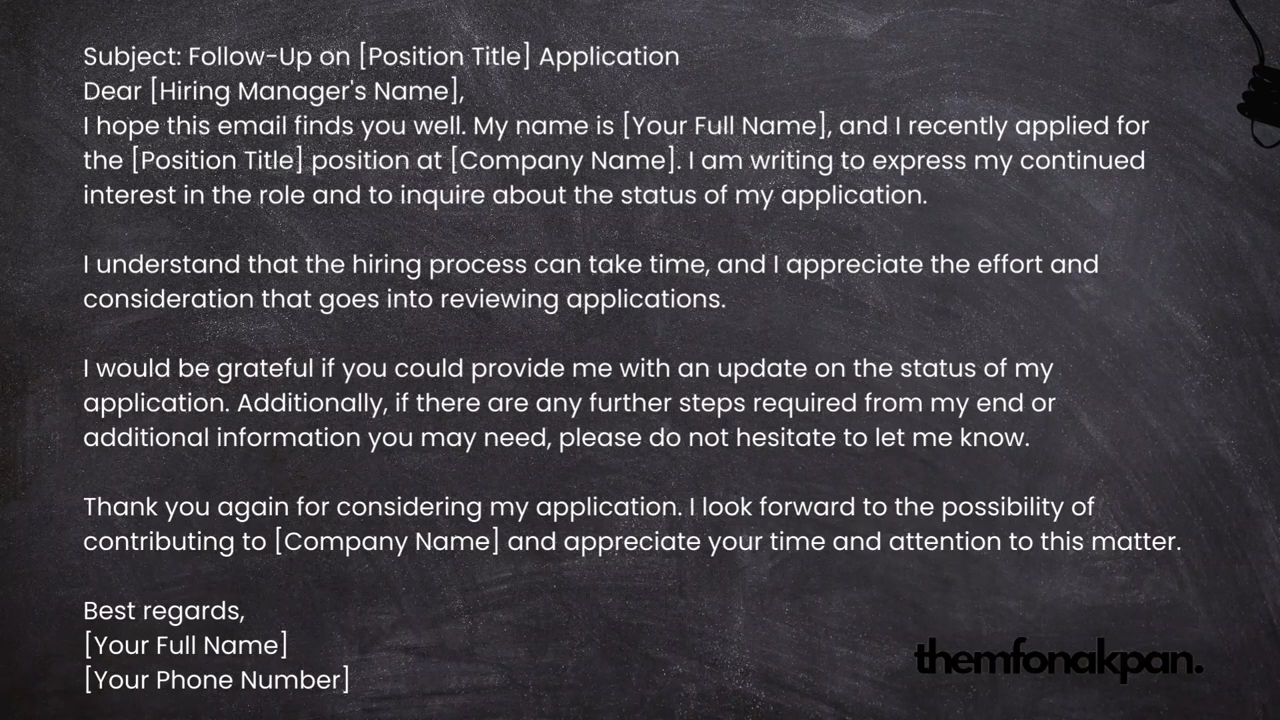 Subject: Follow-Up on [Position Title] Application
Dear [Hiring Manager's Name],
I hope this email finds you well. My name is [Your Full Name], and I recently applied for
the [Position Title] position at [Company Name]. I am writing to express my continued
interest in the role and to inquire about the status of my application.
I understand that the hiring process can take time, and I appreciate the effort and
consideration that goes into reviewing applications.
I would be grateful if you could provide me with an update on the status of my
application. Additionally, if there are any further steps required from my end or
additional information you may need, please do not hesitate to let me know.
Thank you again for considering my application. I look forward to the possibility of
contributing to [Company Name] and appreciate your time and attention to this matter.
Best regards,
[Your Full Name]
[Your Phone Number]
themfonakpan.